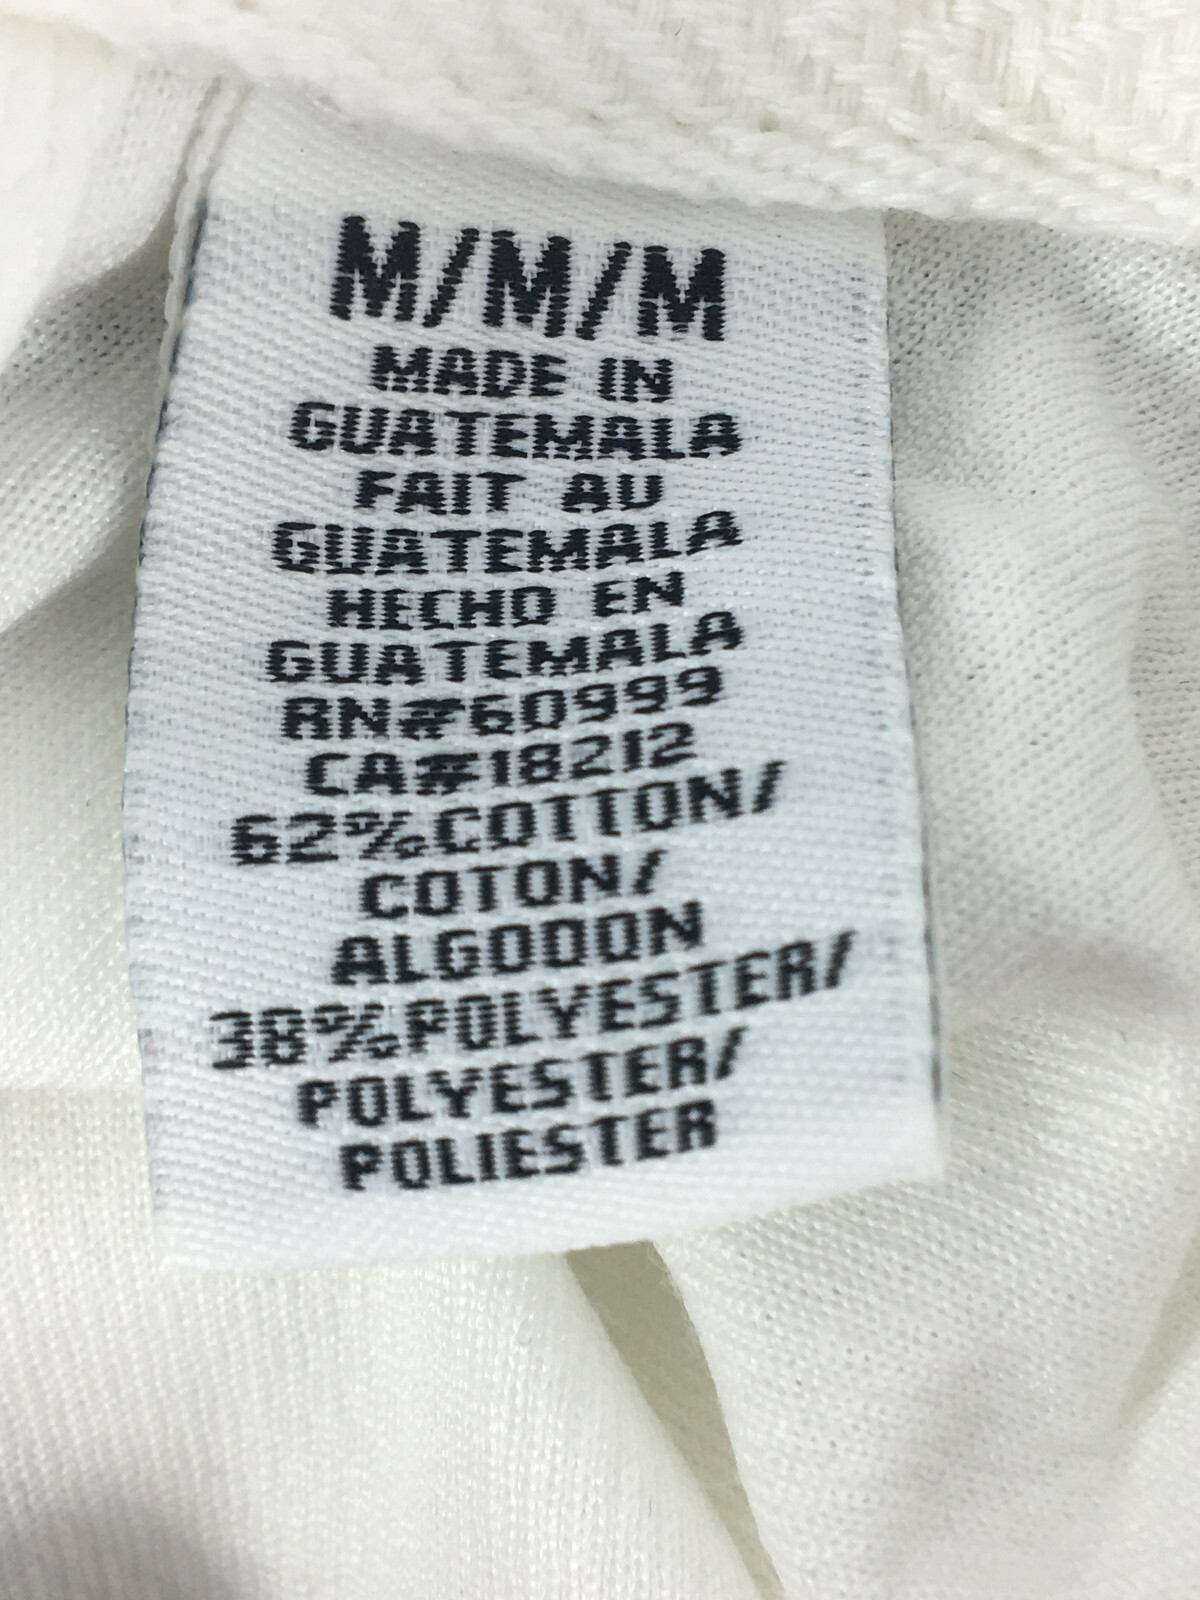 M/M/M
MADE IN
GUATEMALA
FAIT AU
GUATEMALA
HECHO EN
GUATEMALA
RN#60999
CA#18212
62%COTTON/
COTON/
ALGODON
38%POLYESTER/
POLYESTER/
POLIESTER